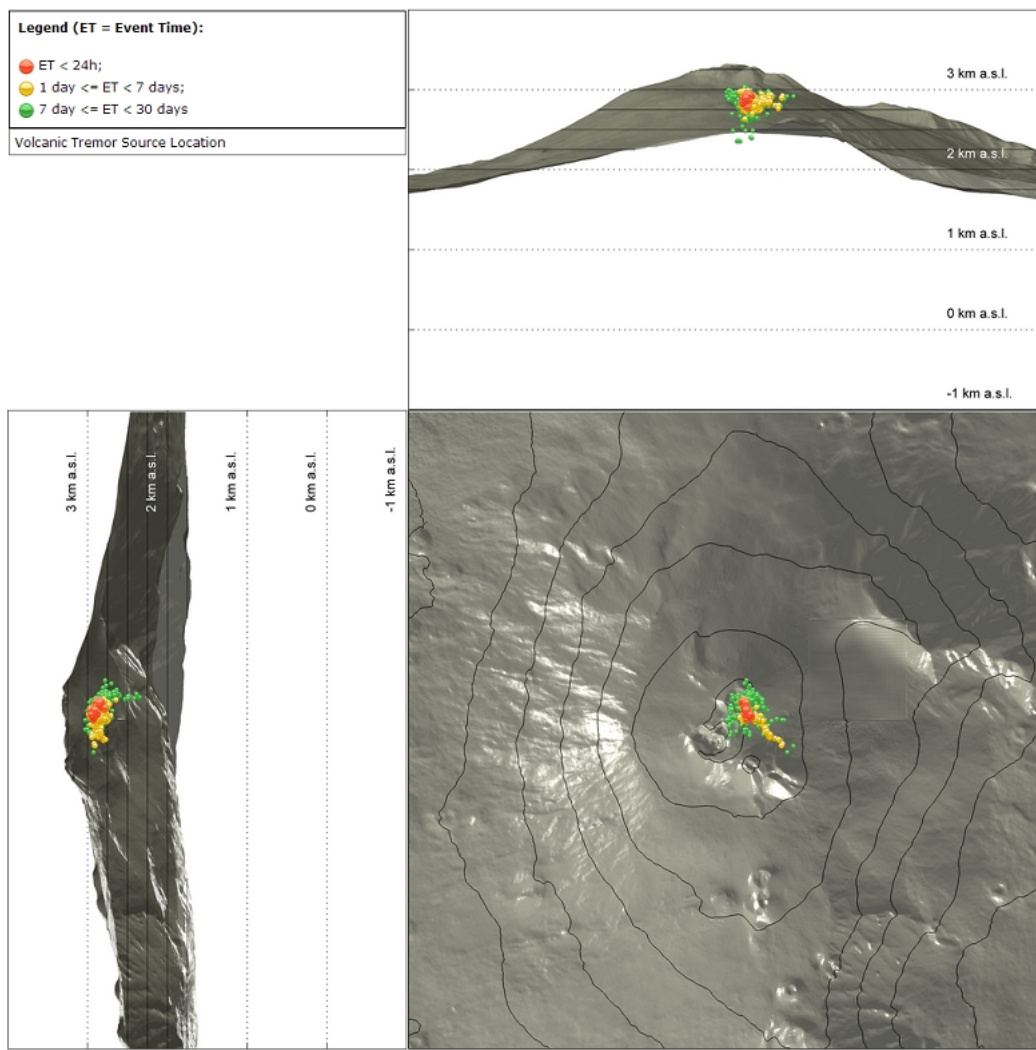 Legend (ET = Event Time):
ET < 24h;
1 day <= ET < 7 days;
7 day <= ET < 30 days
Volcanic Tremor Source Location
3 km a.s.l.
2 km a.s.l.
1 km a.s.l.
0 km a.s.l.
-1 km a.s.l.
3 km a.s.l.
2 km a.s.l.
1 km a.s.l.
0 km a.s.l.
-1 km a.s.l.